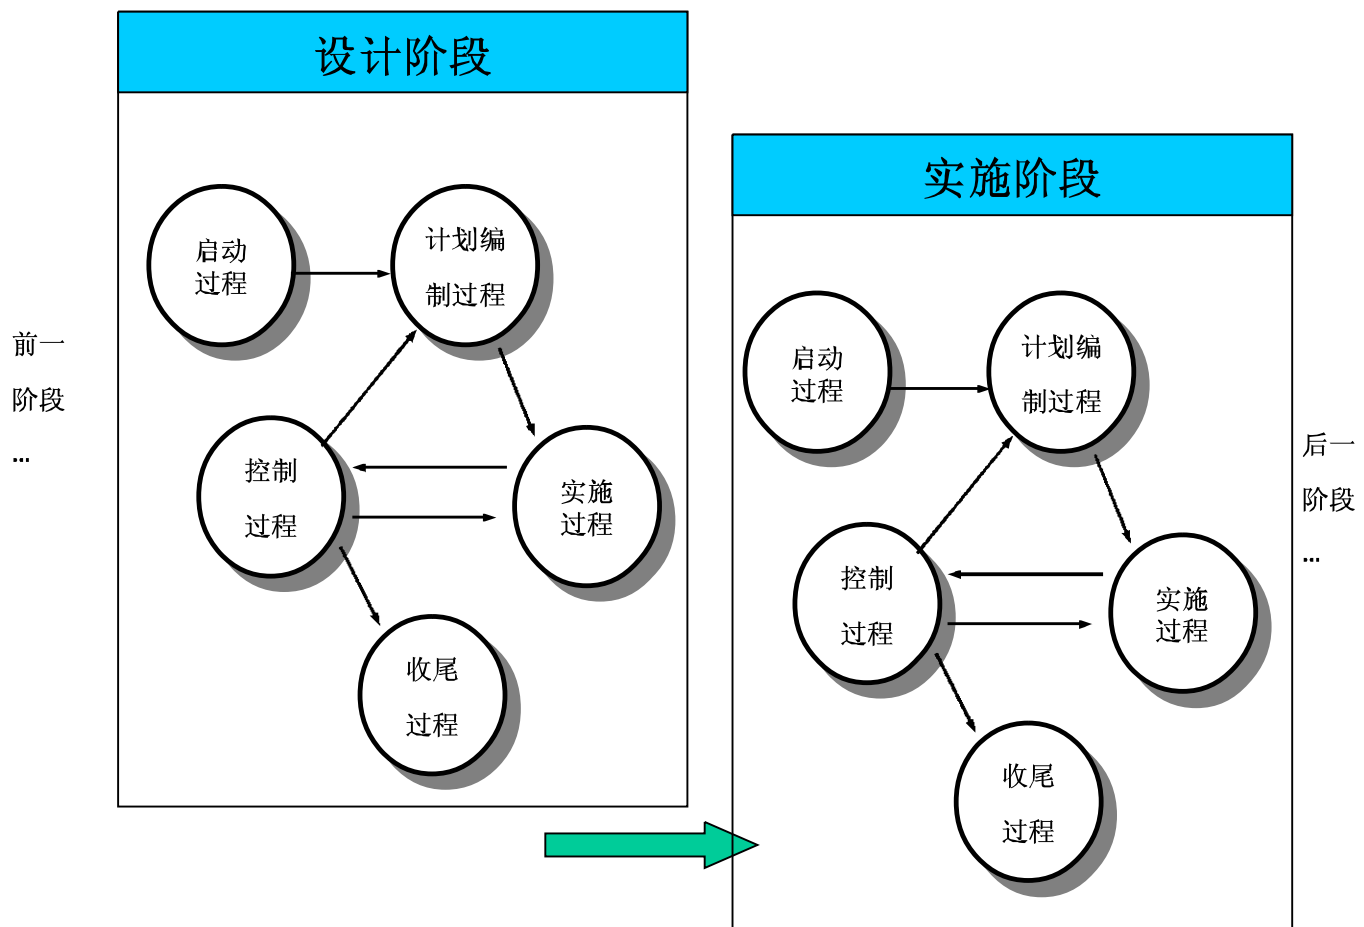 设计阶段
启动
过程
计划编
制过程
控制
过程
实施
过程
收尾
过程
前一
阶段
...
实施阶段
启动
过程
计划编
制过程
控制
过程
实施
过程
收尾
过程
后一
阶段
...